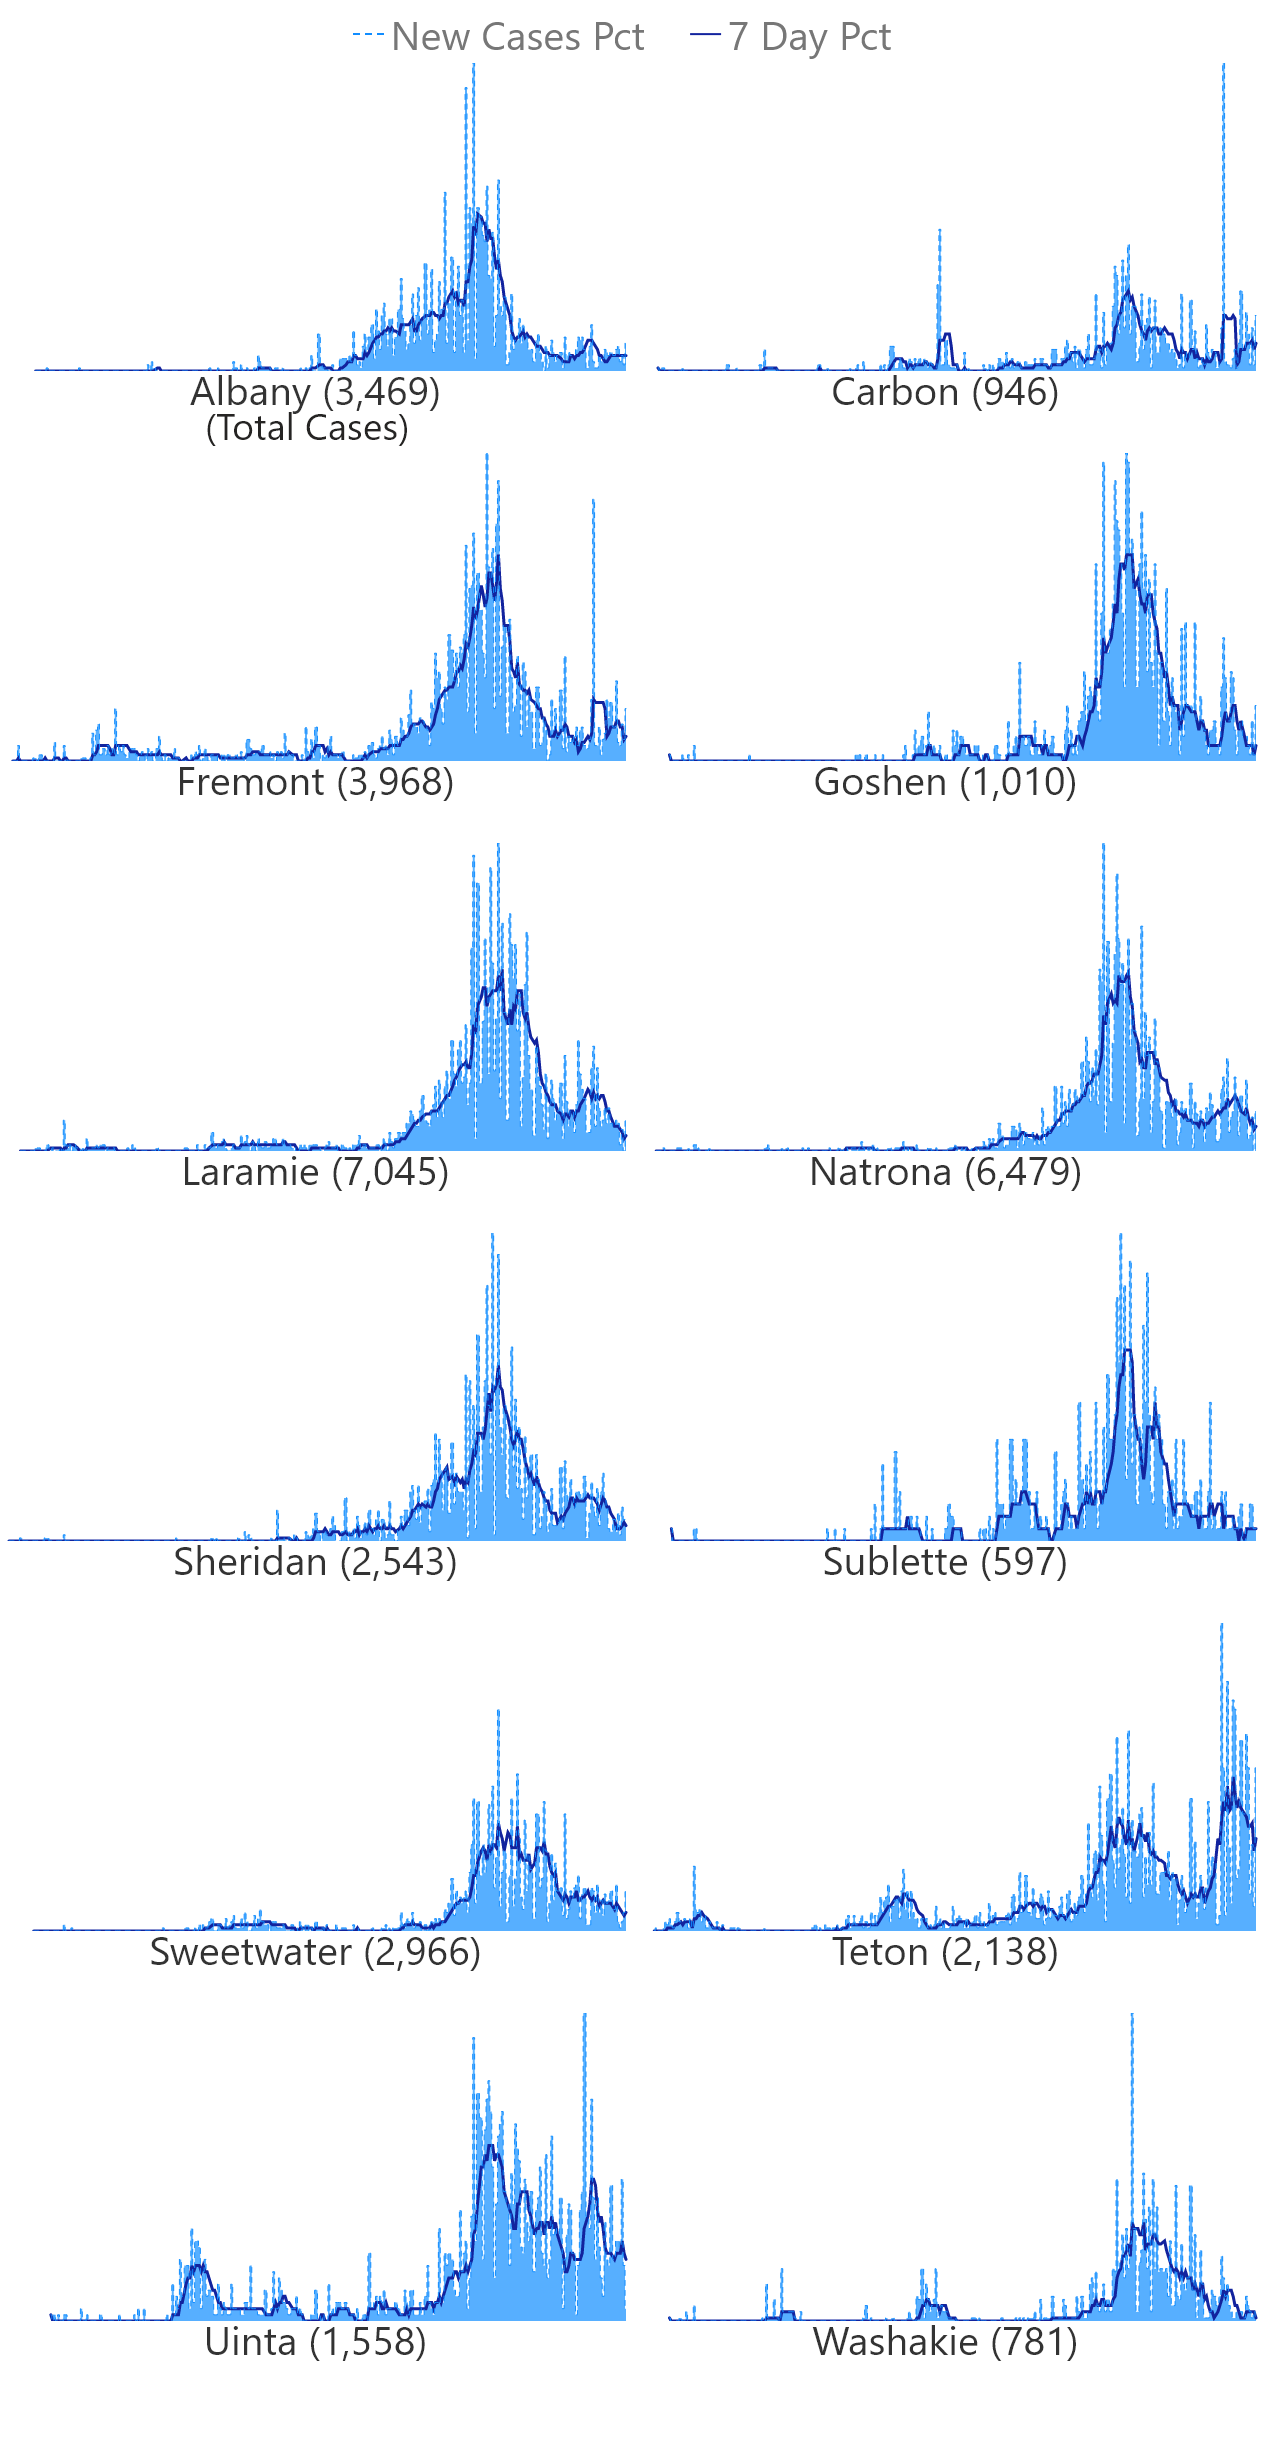 New Cases Pct 7 Day Pct
Albany (3,469) Carbon (946)
(Total Cases)
Fremont (3,968) Goshen (1,010)
Laramie (7,045) Natrona (6,479)
Sheridan (2,543) Sublette (597)
Sweetwater (2,966) Teton (2,138)
Uinta (1,558) Washakie (781)